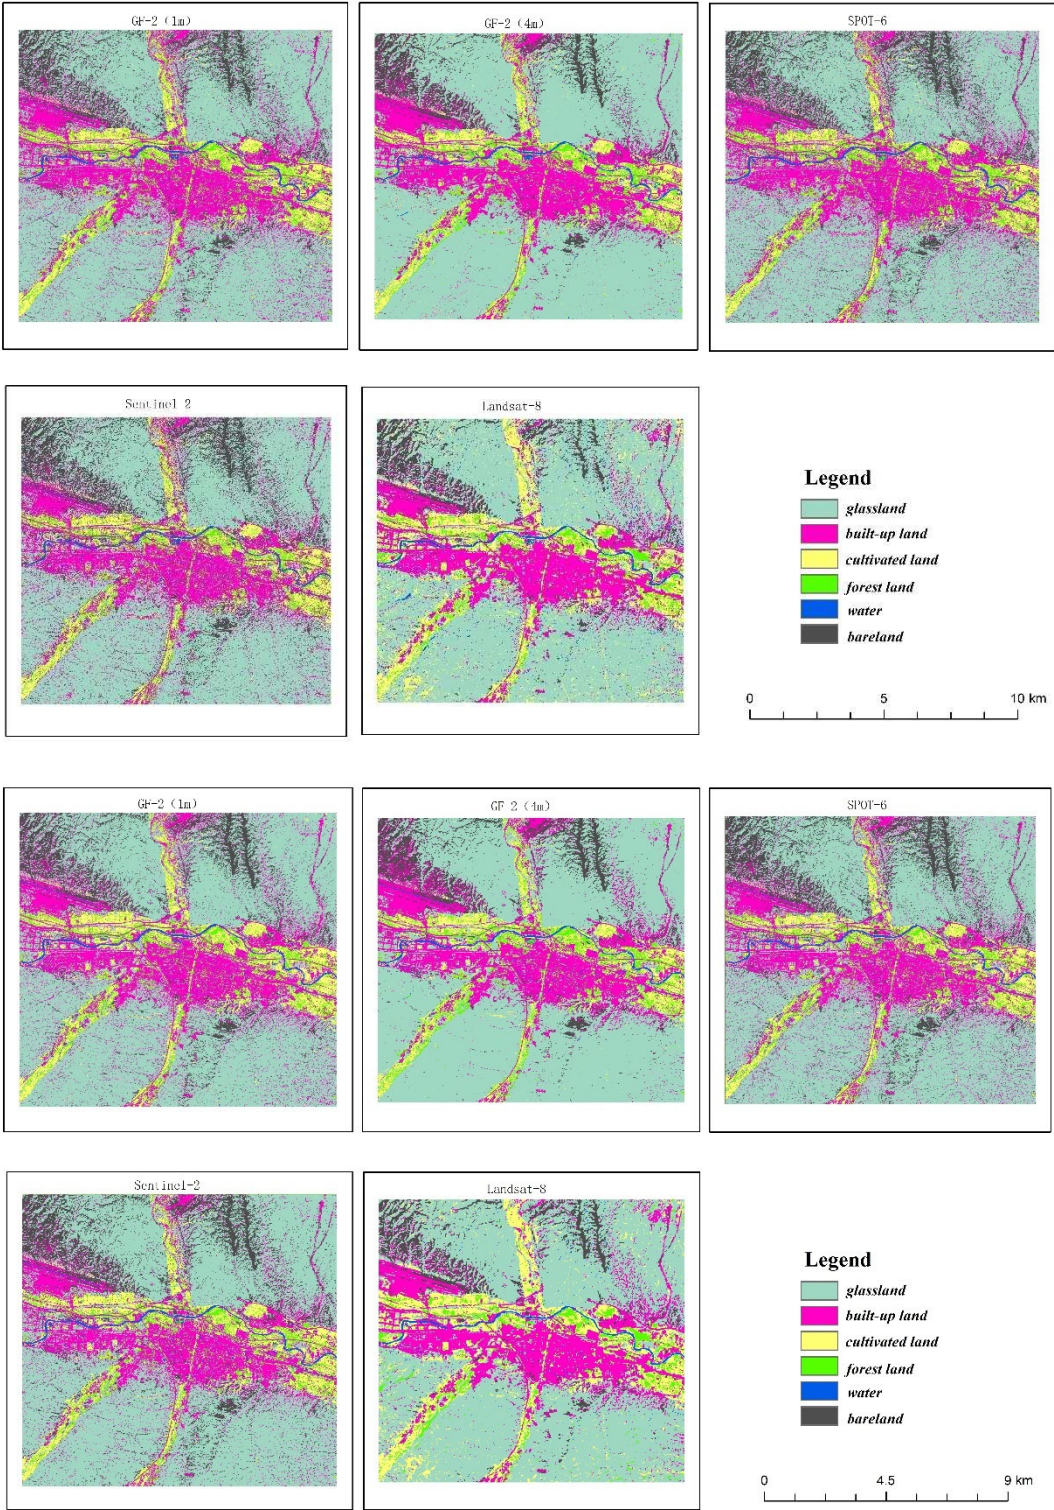 GF-2 (1m)
GF-2 (4m)
SPOT-6
Sentinel 2
Landsat-8
Legend
glassland
built-up land
cultivated land
forest land
water
bareland
0 5 10 km
GF-2 (1m)
GF 2 (4m)
SPOT-6
Sentinel-2
Landsat-8
Legend
glassland
built-up land
cultivated land
forest land
water
bareland
0 4.5 9 km